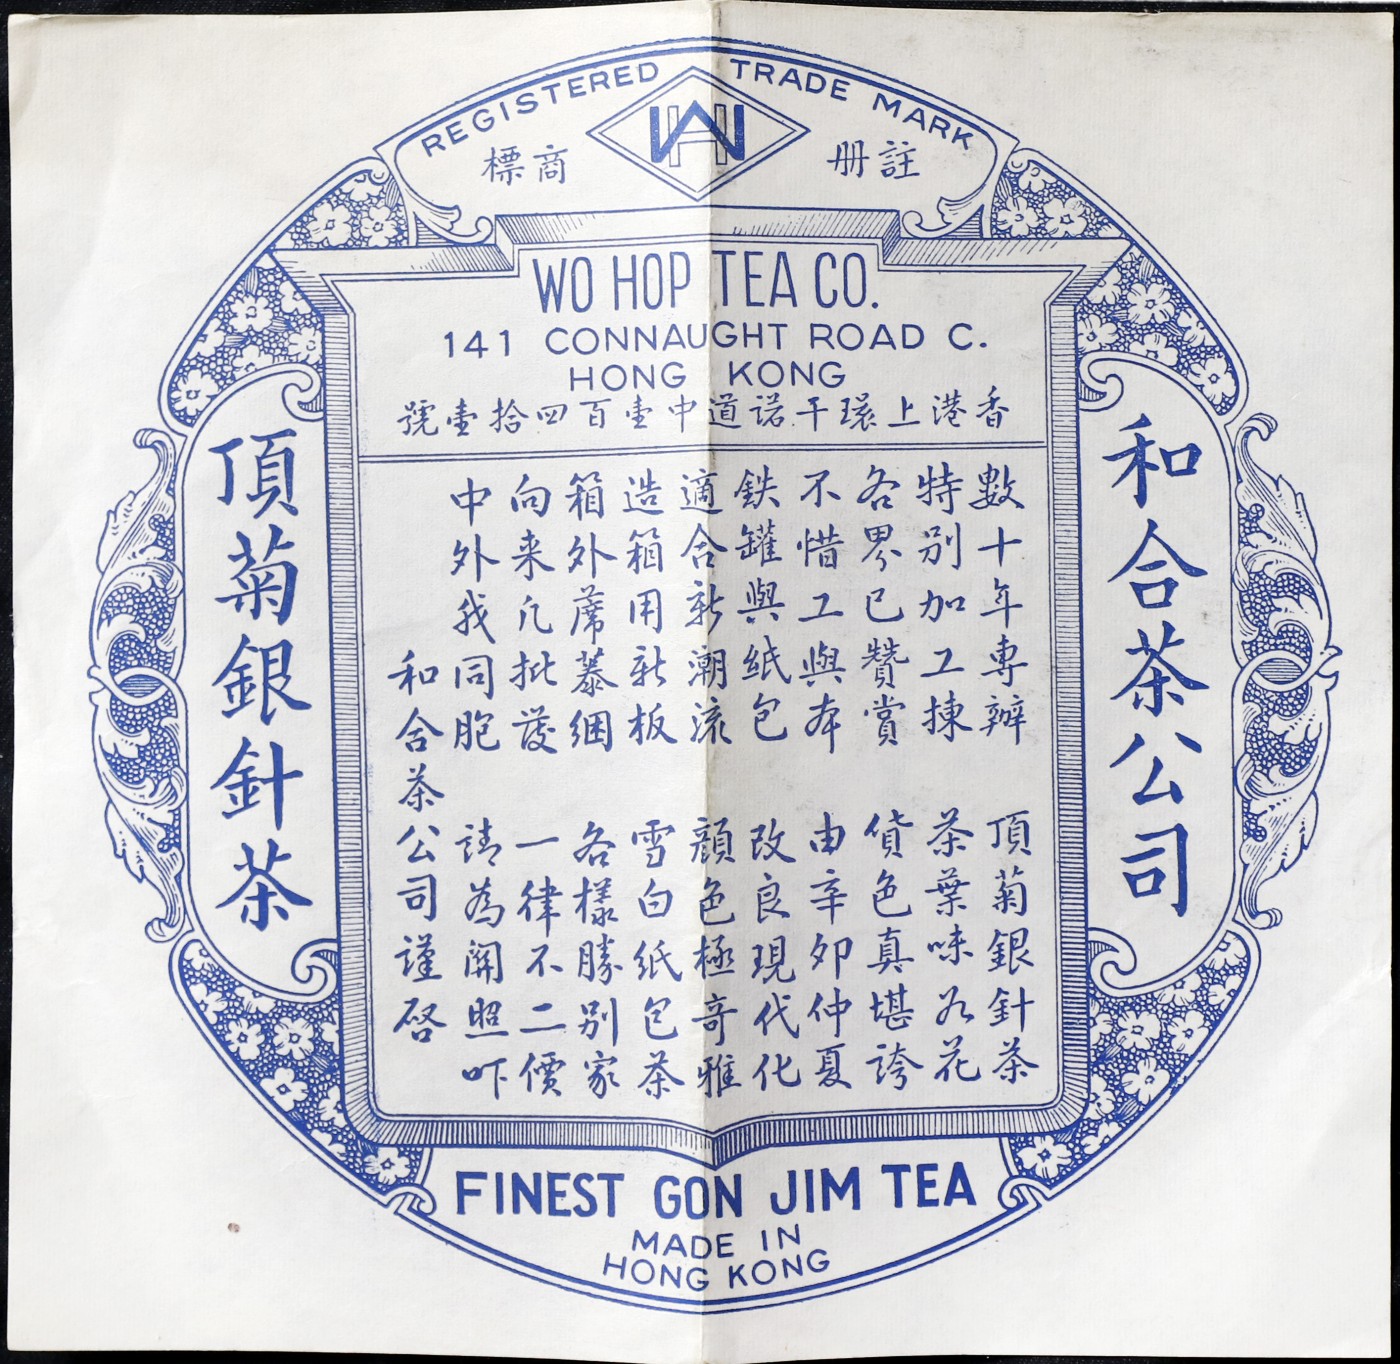 REGISTERED TRADE MARK
WH
註册商標
WO HOP TEA CO.
141 CONNAUGHT ROAD C.
HONG KONG
香港上環干諾道中壹百四拾壹號
和合茶公司
數十年專辦 頂菊銀針茶
特別加工揀 茶葉味如花
各界已贊賞 貨色真堪誇
不惜工與本 由辛卯仲夏
鉄罐與紙包 改良現代化
適合新潮流 顏色極奇雅
造箱用新板 雪白紙包茶
箱外蓆綑 各樣勝別家
向来凡批發 一律不二價
中外我同胞 請為關照吓
和合茶公司謹啓
頂菊銀針茶
FINEST GON JIM TEA
MADE IN
HONG KONG